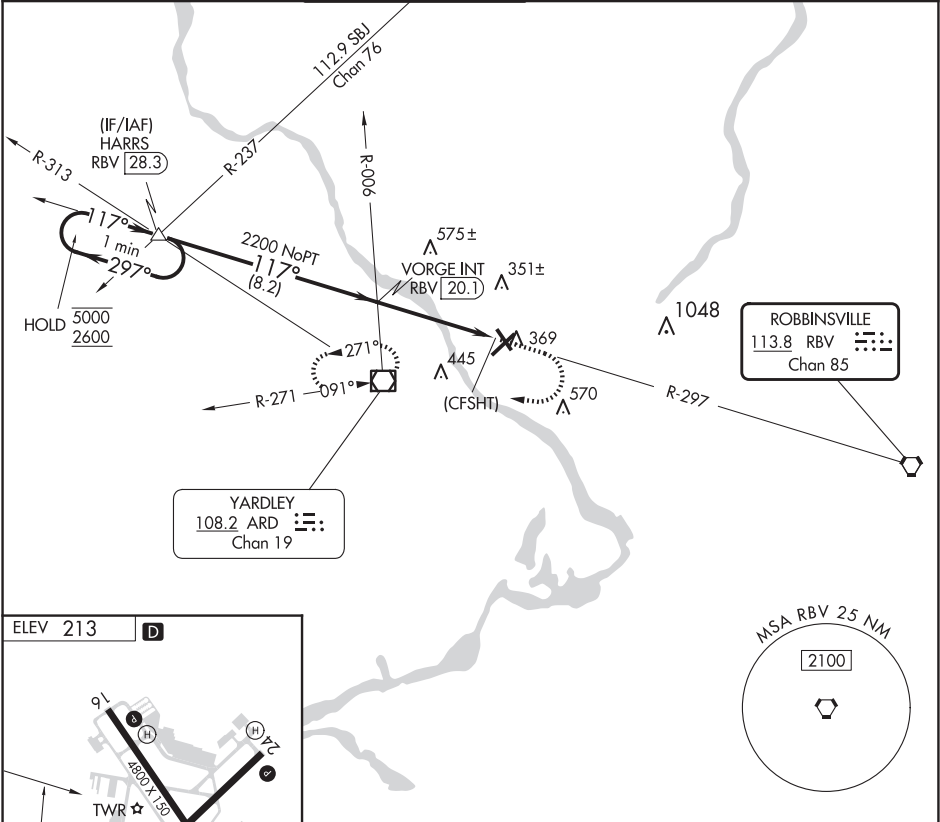 112.9 SBJ
Chan 76
(IF/IAF)
HARRS
RBV 28.3
R-313
R-237
R-006
117°
1 min
297°
HOLD 5000
2600
2200 NoPT
117°
(8.2)
575±
VORGE INT
RBV 20.1
351±
1048
369
445
(CFSHT)
570
271°
R-271
091°
R-297
ROBBINSVILLE
113.8 RBV
Chan 85
YARDLEY
108.2 ARD
Chan 19
ELEV 213
D
16
P
H
H
24
P
4800 X 150
TWR
MSA RBV 25 NM
2100